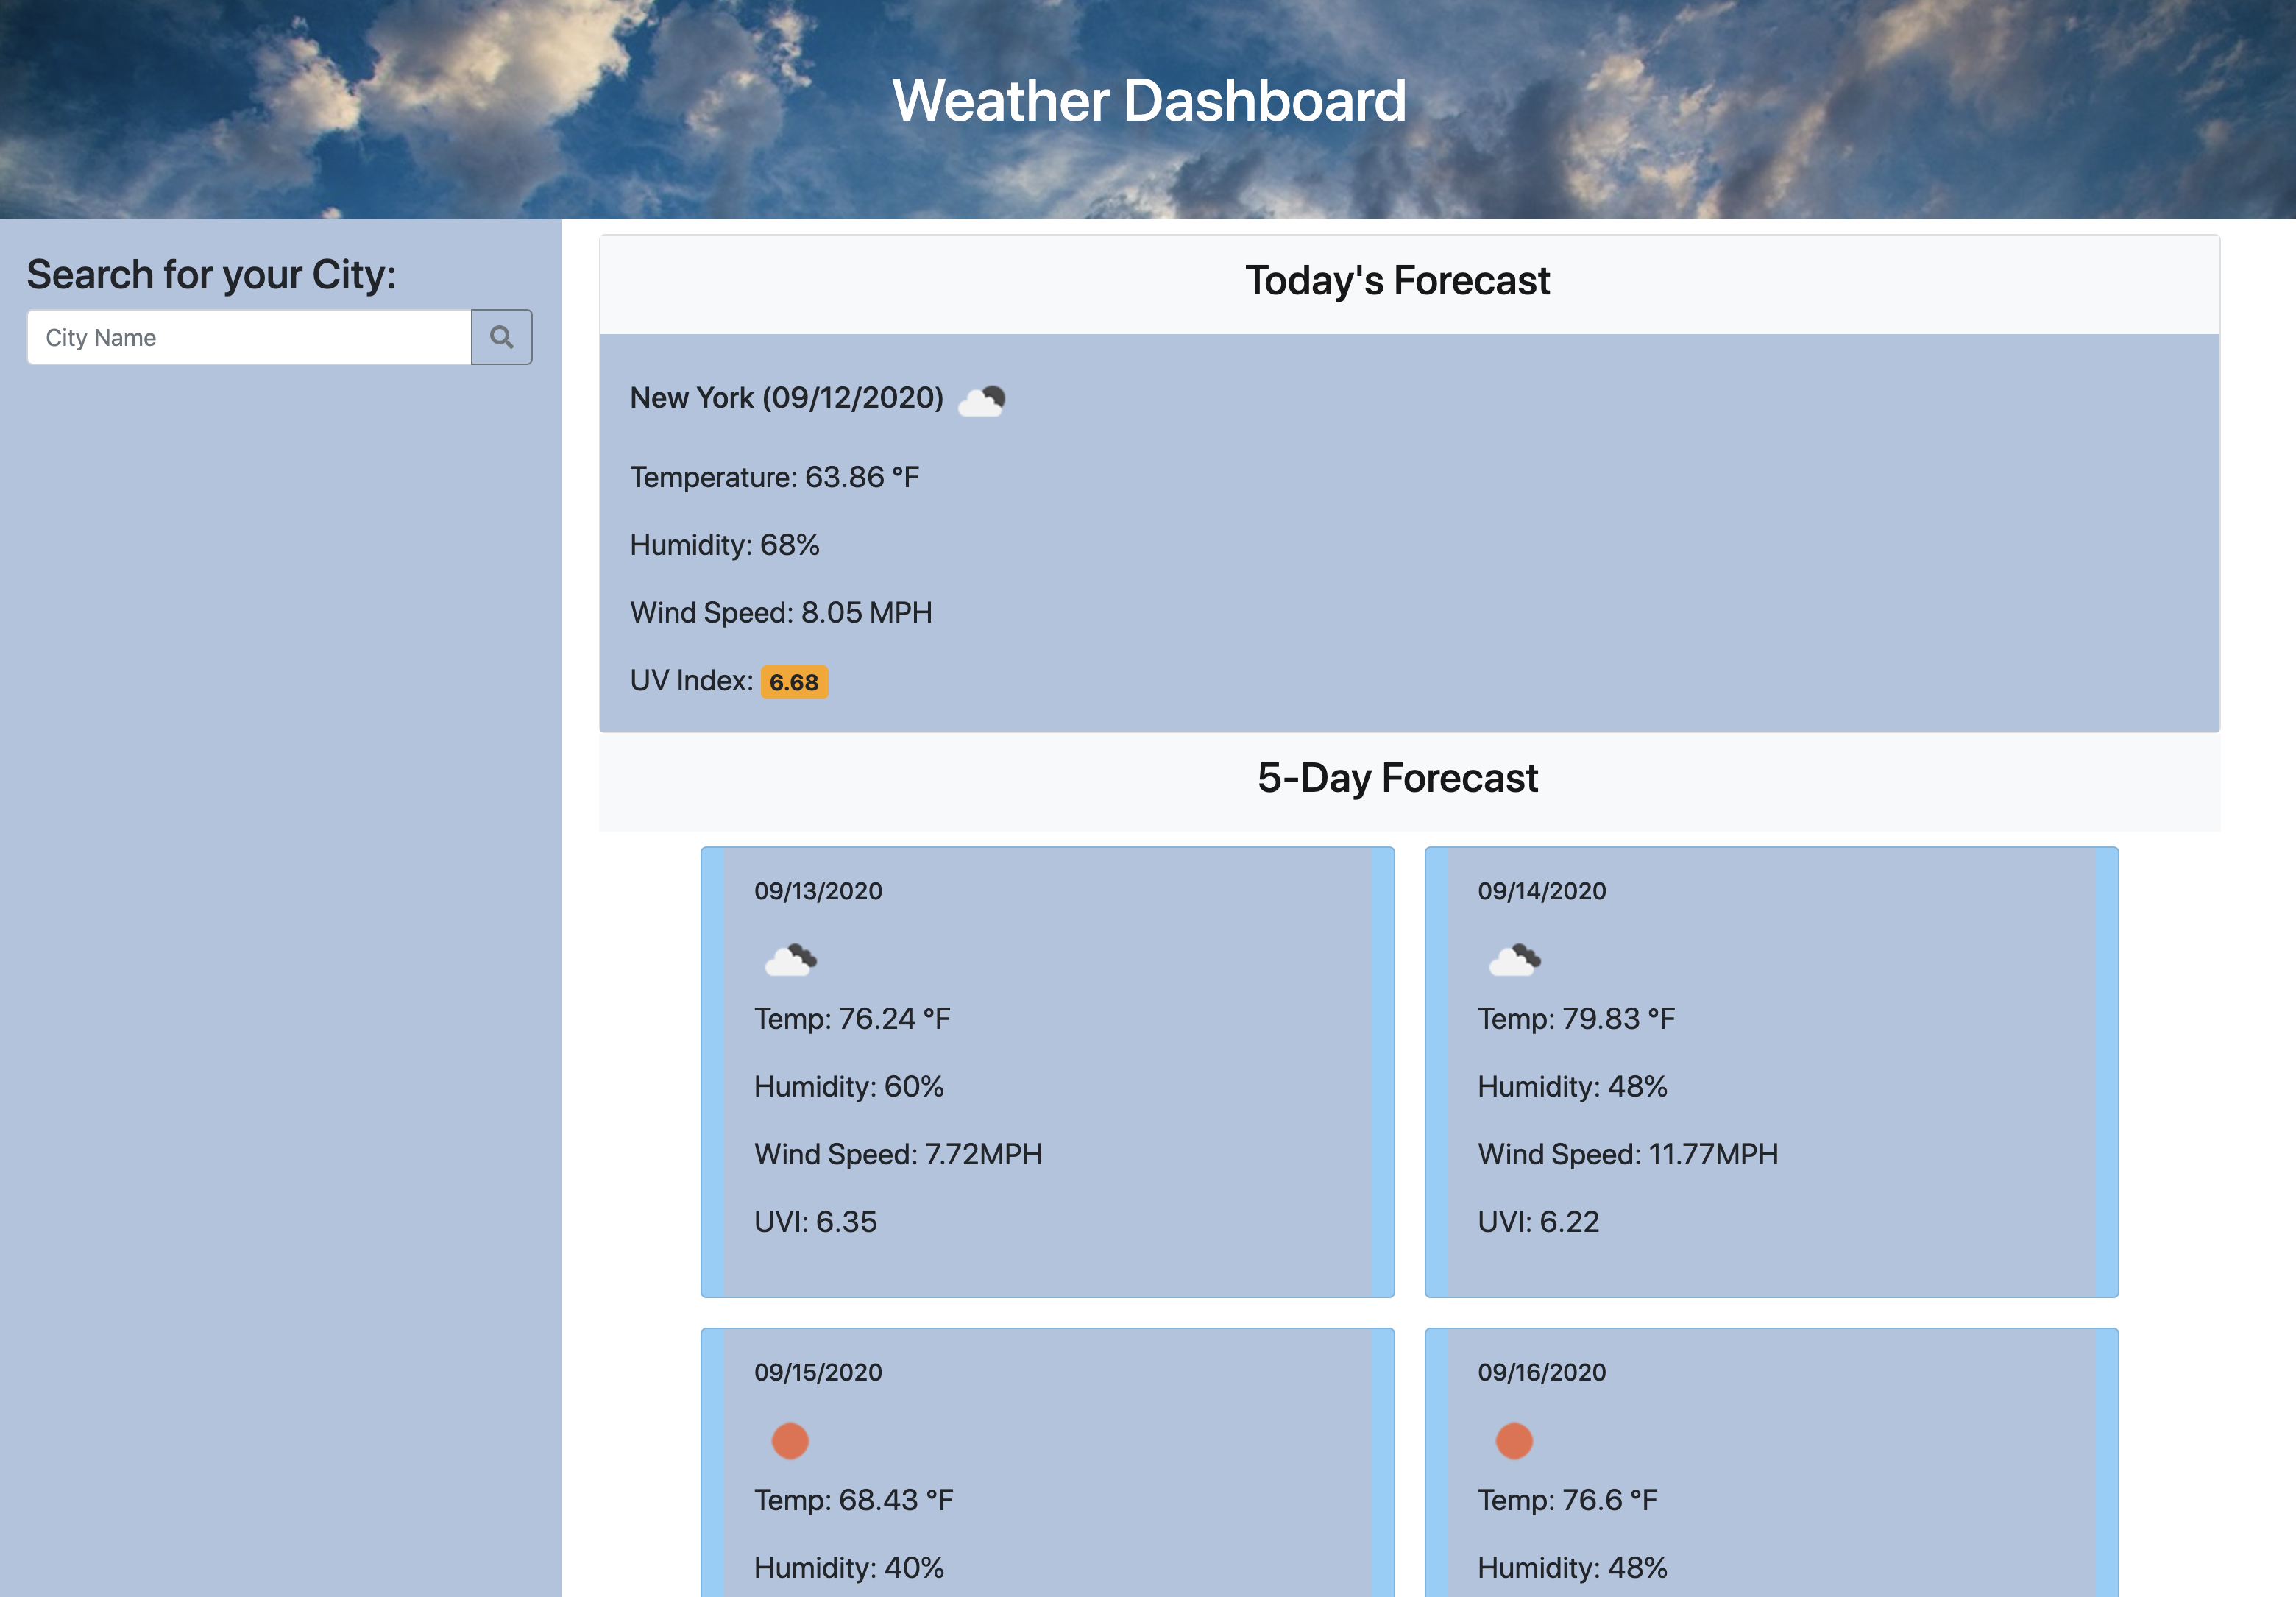 Weather Dashboard
Search for your City:
City Name
Today's Forecast
New York (09/12/2020)
Temperature: 63.86 °F
Humidity: 68%
Wind Speed: 8.05 MPH
UV Index: 6.68
5-Day Forecast
09/13/2020
Temp: 76.24 °F
Humidity: 60%
Wind Speed: 7.72MPH
UVI: 6.35
09/14/2020
Temp: 79.83 °F
Humidity: 48%
Wind Speed: 11.77MPH
UVI: 6.22
09/15/2020
Temp: 68.43 °F
Humidity: 40%
09/16/2020
Temp: 76.6 °F
Humidity: 48%